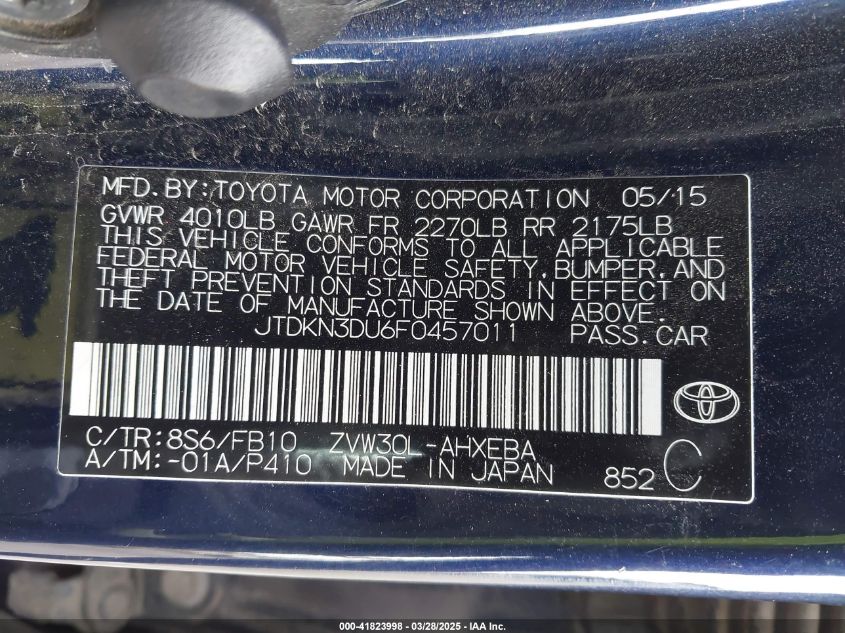 MFD. BY: TOYOTA MOTOR CORPORATION 05/15
GVWR 4010LB GAWR FR 2270LB RR 2175LB
THIS VEHICLE CONFORMS TO ALL APPLICABLE
FEDERAL MOTOR VEHICLE SAFETY, BUMPER, AND
THEFT PREVENTION STANDARDS IN EFFECT ON
THE DATE OF MANUFACTURE SHOWN ABOVE.
JTDKN3DU6F0457011 PASS. CAR
C/TR: 8S6/FB10 ZVW30L-AHXEBA
A/TM: -01A/P410 MADE IN JAPAN
852 C
000-41823998 - 03/28/2025 - IAA Inc.